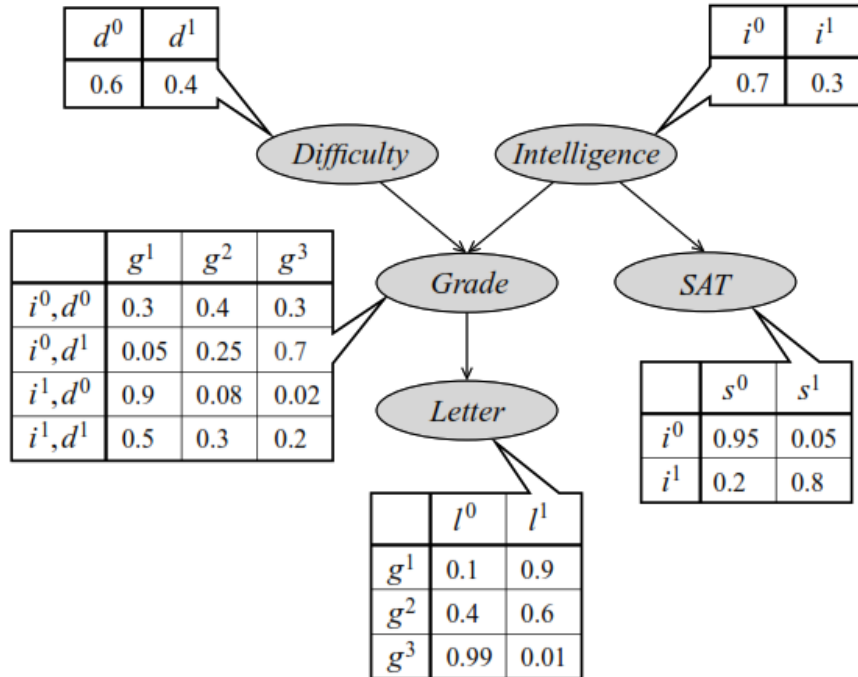 d⁰ d¹ i⁰ i¹
0.6 0.4 0.7 0.3
Difficulty Intelligence
g¹ g² g³
Grade SAT
i⁰,d⁰ 0.3 0.4 0.3
i⁰,d¹ 0.05 0.25 0.7
i¹,d⁰ 0.9 0.08 0.02
i¹,d¹ 0.5 0.3 0.2
s⁰ s¹
i⁰ 0.95 0.05
i¹ 0.2 0.8
Letter
l⁰ l¹
g¹ 0.1 0.9
g² 0.4 0.6
g³ 0.99 0.01